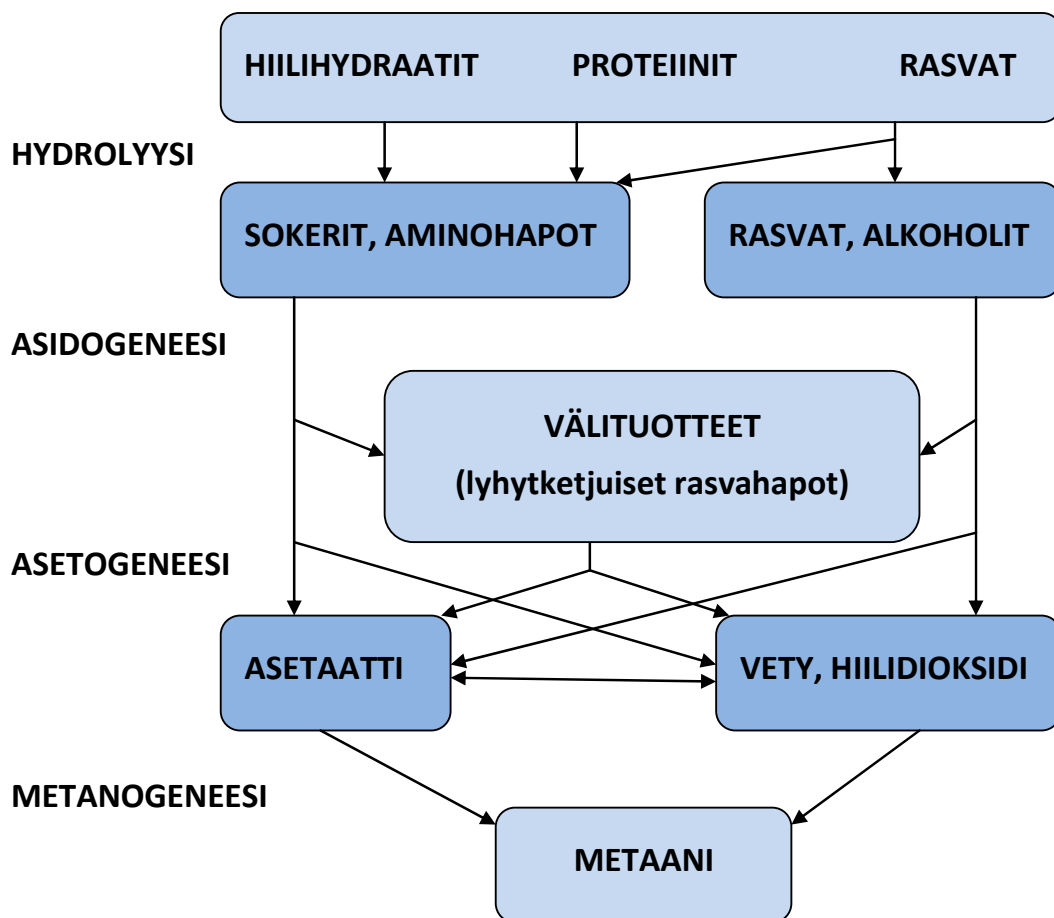 HIILIHYDRAATIT PROTEIINIT RASVAT
HYDROLYYSI
SOKERIT, AMINOHAPOT RASVAT, ALKOHOLIT
ASIDOGENEESI
VÄLITUOTTEET
(lyhytketjuiset rasvahapot)
ASETOGENEESI
ASETAATTI VETY, HIILIDIOKSIDI
METANOGENEESI
METAANI